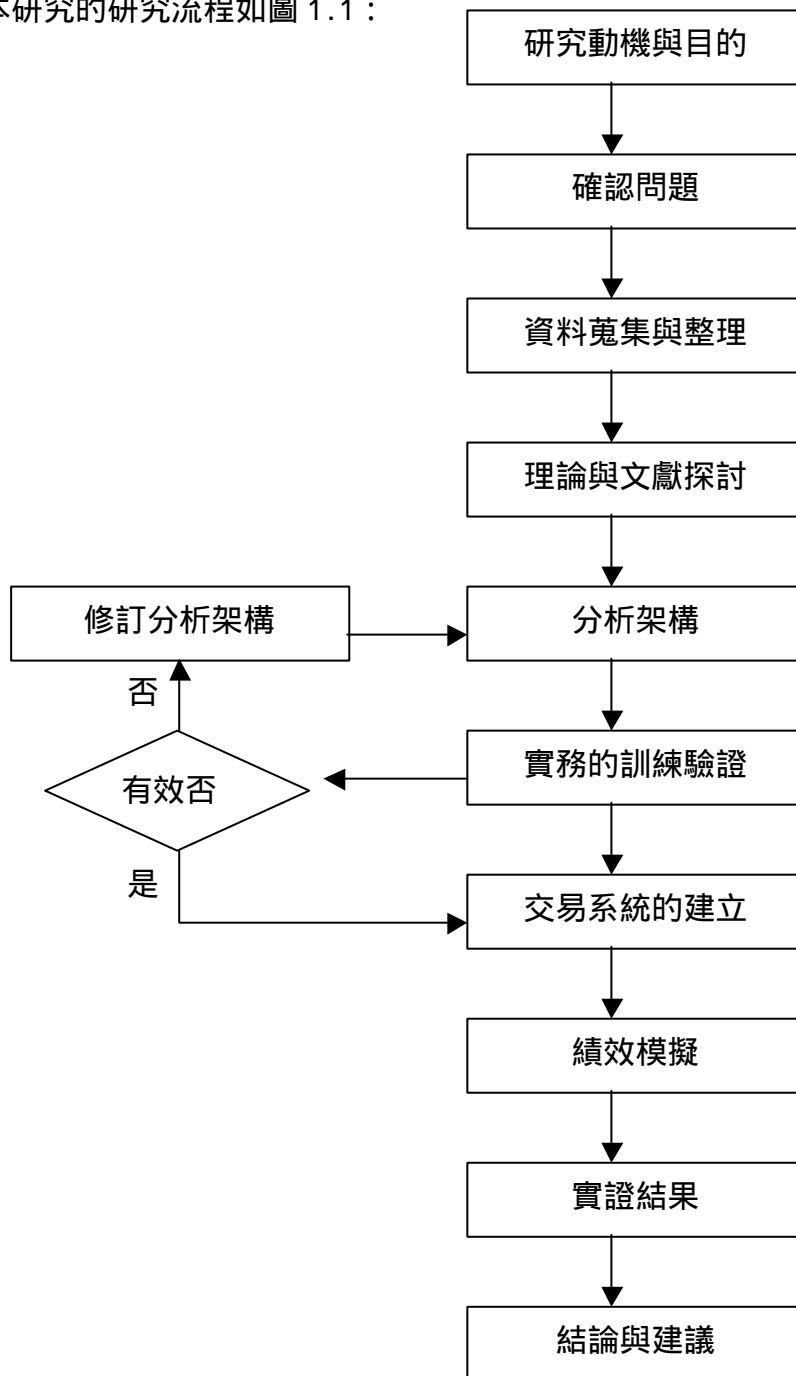 本研究的研究流程如圖 1.1：
研究動機與目的
確認問題
資料蒐集與整理
理論與文獻探討
修訂分析架構
分析架構
否
有效否
實務的訓練驗證
是
交易系統的建立
績效模擬
實證結果
結論與建議